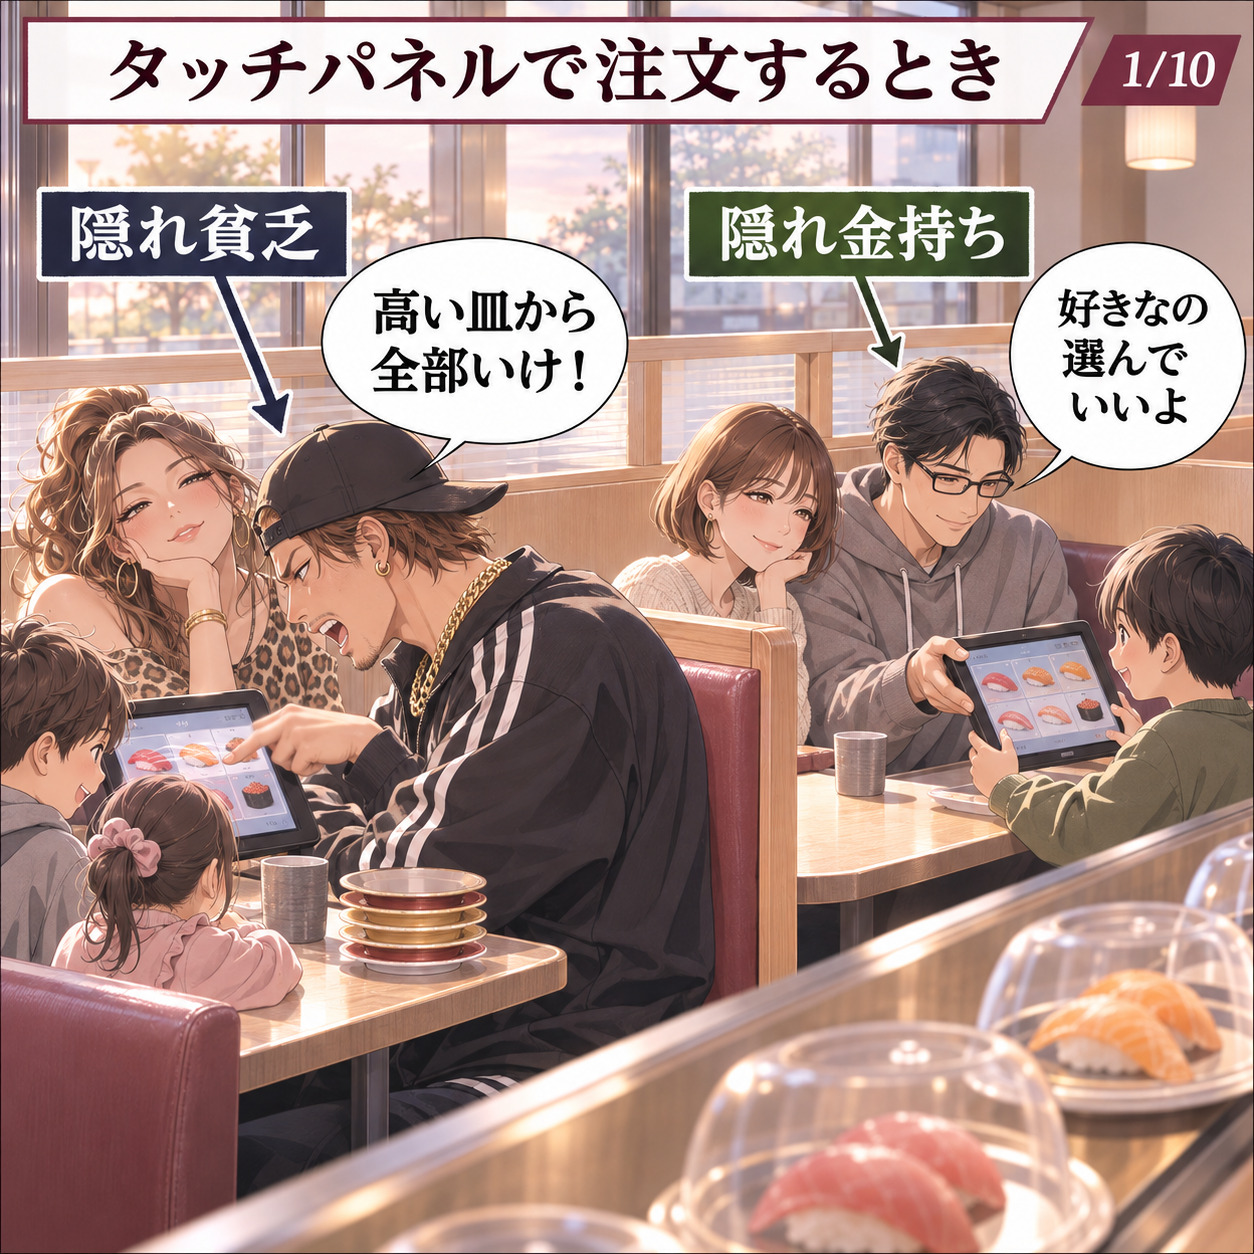 タッチパネルで注文するとき
1/10
隠れ貧乏
高い皿から
全部いけ！
隠れ金持ち
好きなの
選んで
いいよ